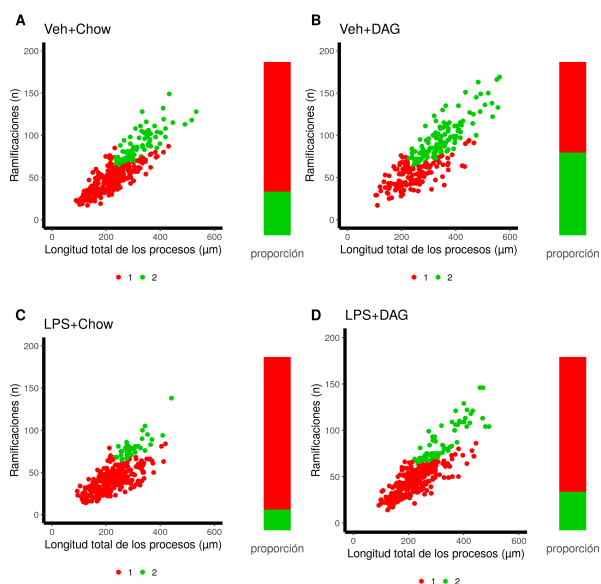 A
Veh+Chow
200
150
100
50
0
Ramificaciones (n)
0
200
400
600
Longitud total de los procesos (µm)
proporción
1
2
B
Veh+DAG
200
150
100
50
0
Ramificaciones (n)
0
200
400
600
Longitud total de los procesos (µm)
proporción
1
2
C
LPS+Chow
200
150
100
50
0
Ramificaciones (n)
0
200
400
600
Longitud total de los procesos (µm)
proporción
1
2
D
LPS+DAG
200
150
100
50
0
Ramificaciones (n)
0
200
400
600
Longitud total de los procesos (µm)
proporción
1
2